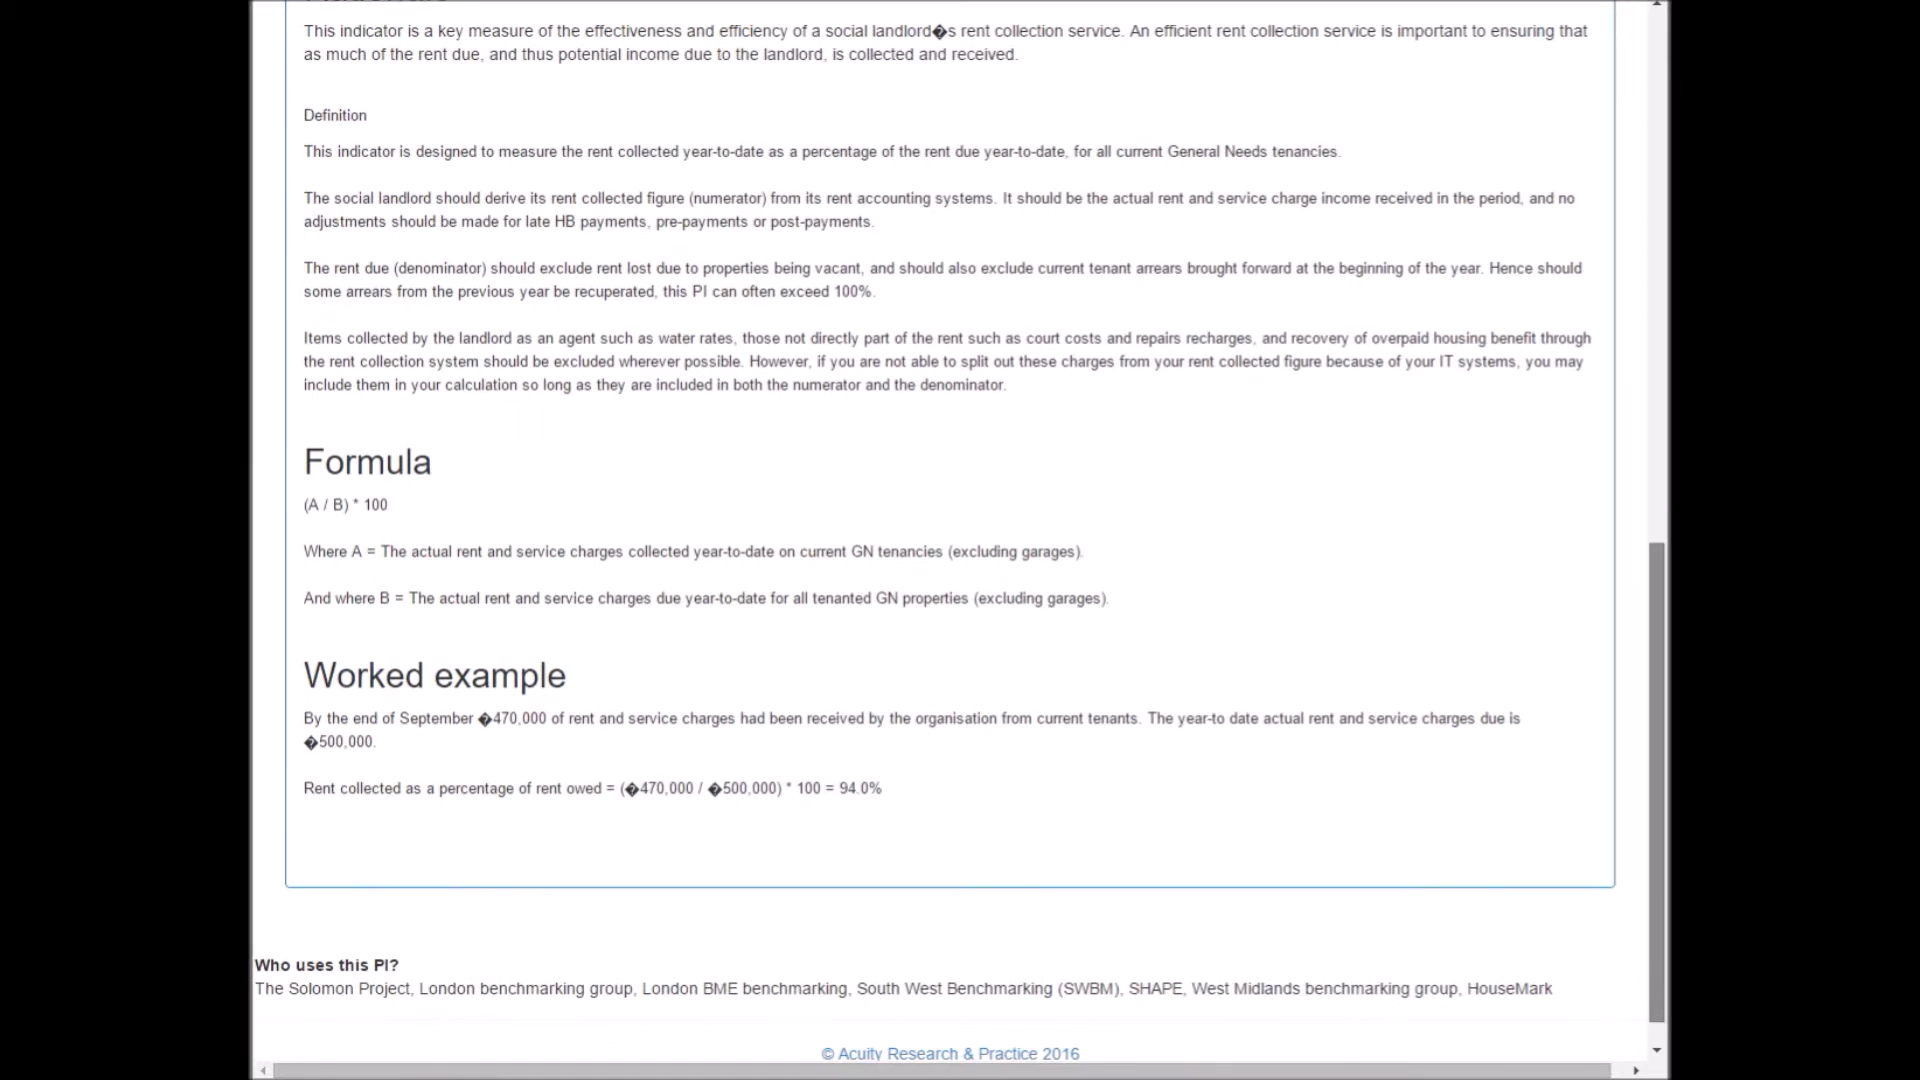 This indicator is a key measure of the effectiveness and efficiency of a social landlord�s rent collection service. An efficient rent collection service is important to ensuring that
as much of the rent due, and thus potential income due to the landlord, is collected and received.
Definition
This indicator is designed to measure the rent collected year-to-date as a percentage of the rent due year-to-date, for all current General Needs tenancies.
The social landlord should derive its rent collected figure (numerator) from its rent accounting systems. It should be the actual rent and service charge income received in the period, and no
adjustments should be made for late HB payments, pre-payments or post-payments.
The rent due (denominator) should exclude rent lost due to properties being vacant, and should also exclude current tenant arrears brought forward at the beginning of the year. Hence should
some arrears from the previous year be recuperated, this PI can often exceed 100%.
Items collected by the landlord as an agent such as water rates, those not directly part of the rent such as court costs and repairs recharges, and recovery of overpaid housing benefit through
the rent collection system should be excluded wherever possible. However, if you are not able to split out these charges from your rent collected figure because of your IT systems, you may
include them in your calculation so long as they are included in both the numerator and the denominator.
Formula
(A / B) * 100
Where A = The actual rent and service charges collected year-to-date on current GN tenancies (excluding garages).
And where B = The actual rent and service charges due year-to-date for all tenanted GN properties (excluding garages).
Worked example
By the end of September �470,000 of rent and service charges had been received by the organisation from current tenants. The year-to date actual rent and service charges due is
�500,000.
Rent collected as a percentage of rent owed = (�470,000 / �500,000) * 100 = 94.0%
Who uses this PI?
The Solomon Project, London benchmarking group, London BME benchmarking, South West Benchmarking (SWBM), SHAPE, West Midlands benchmarking group, HouseMark
© Acuity Research & Practice 2016